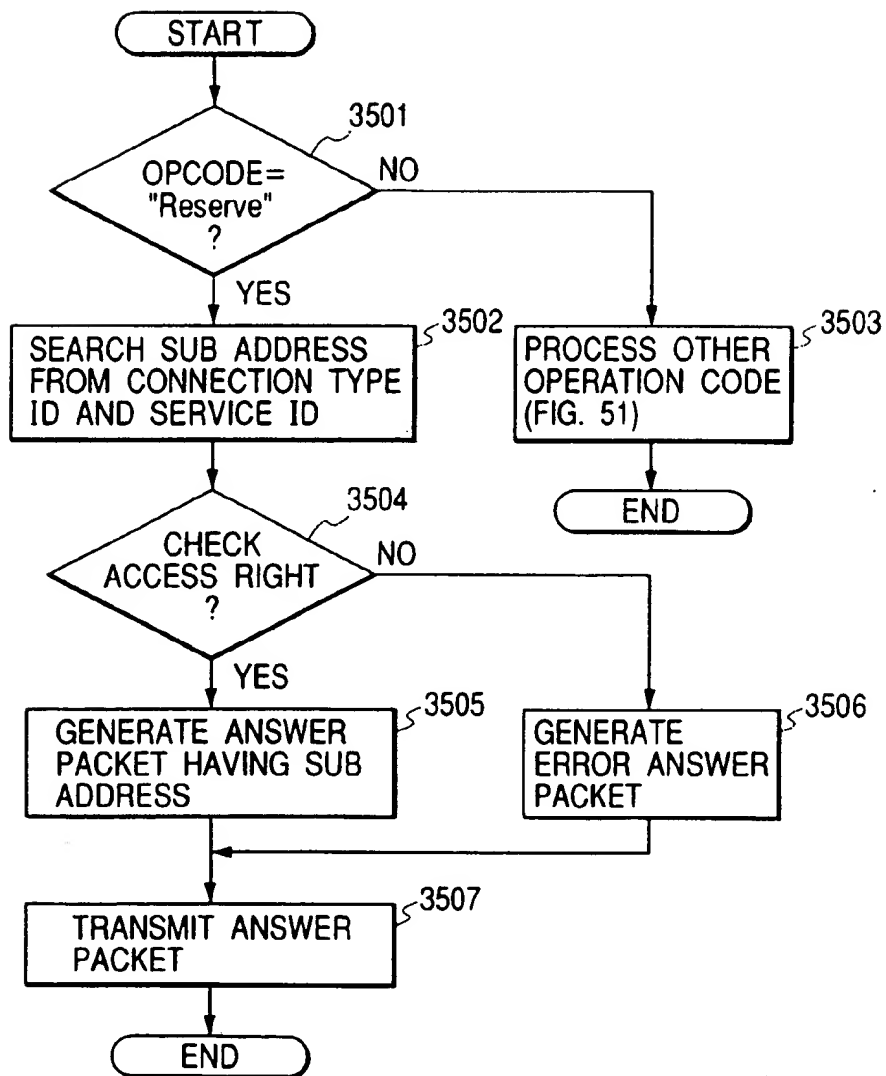 START
3501
OPCODE=
"Reserve"
?
NO
YES
3502
SEARCH SUB ADDRESS
FROM CONNECTION TYPE
ID AND SERVICE ID
3503
PROCESS OTHER
OPERATION CODE
(FIG. 51)
END
3504
CHECK
ACCESS RIGHT
?
NO
YES
3505
GENERATE ANSWER
PACKET HAVING SUB
ADDRESS
3506
GENERATE
ERROR ANSWER
PACKET
3507
TRANSMIT ANSWER
PACKET
END